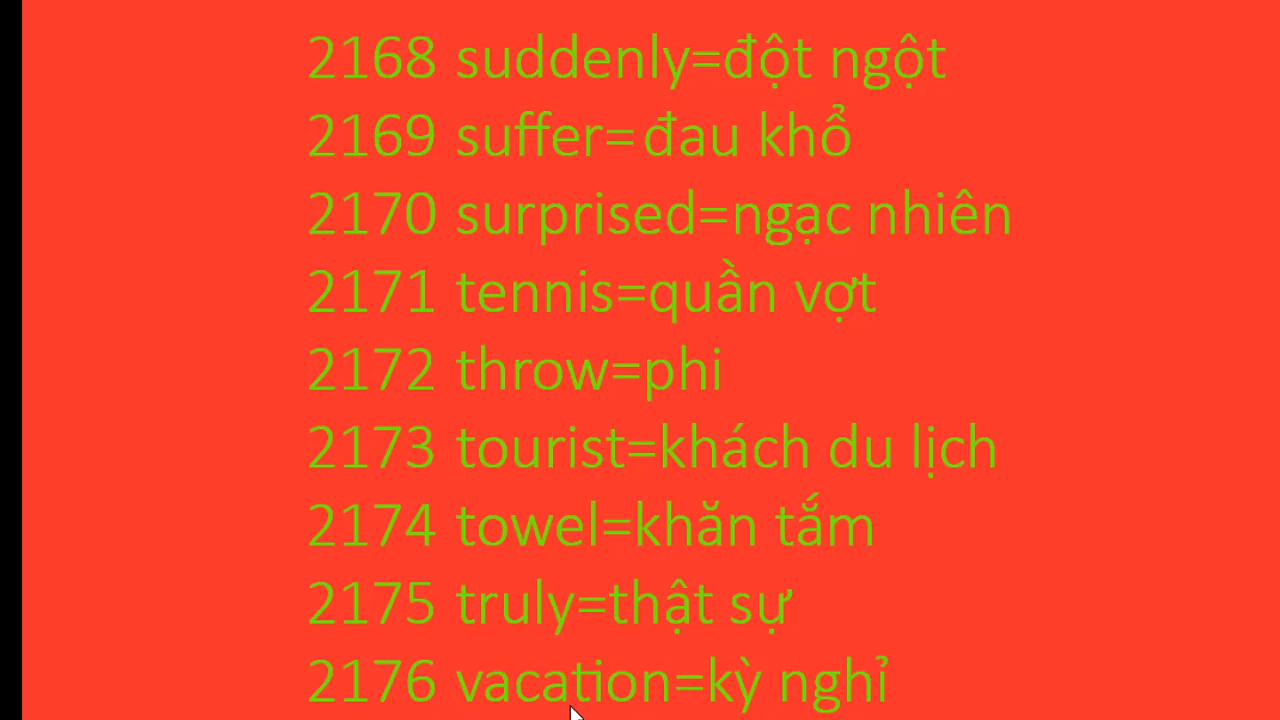 2168 suddenly=đột ngột
2169 suffer= đau khổ
2170 surprised=ngạc nhiên
2171 tennis=quần vợt
2172 throw=phi
2173 tourist=khách du lịch
2174 towel=khăn tắm
2175 truly=thật sự
2176 vacation=kỳ nghỉ